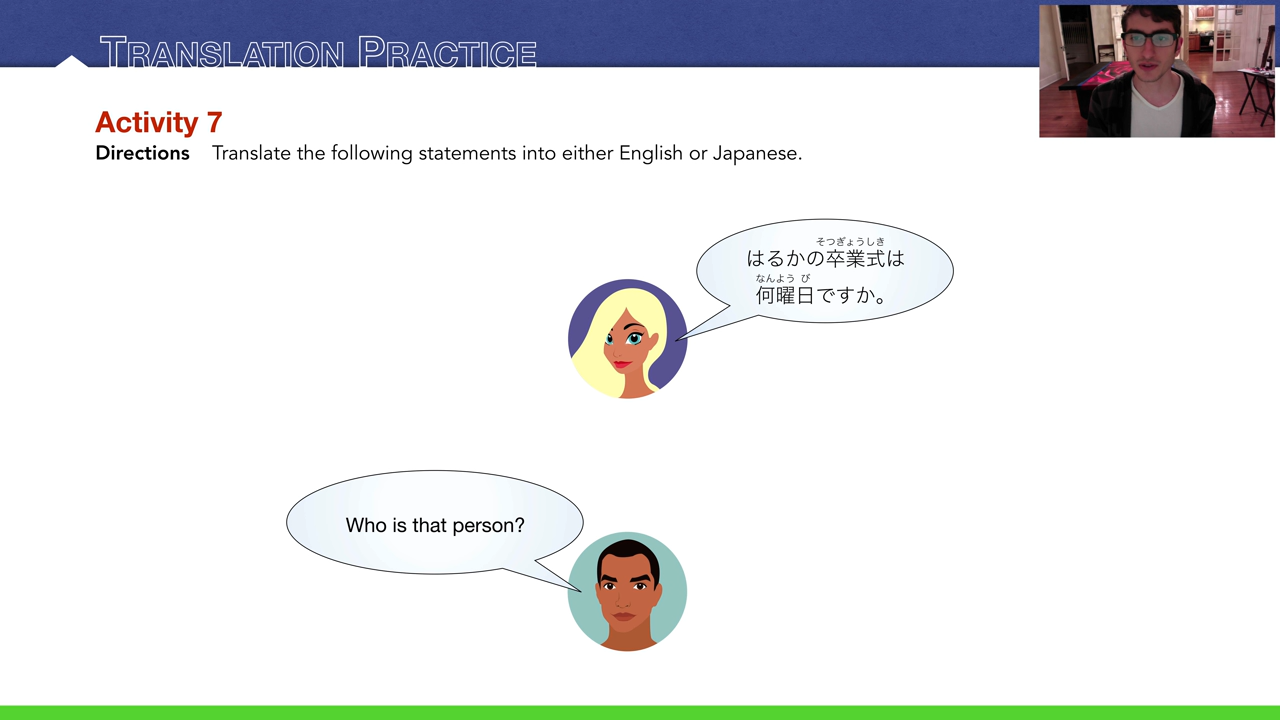 TRANSLATION PRACTICE
Activity 7
Directions Translate the following statements into either English or Japanese.
そつぎょうしき
はるかの卒業式は
なんよう び
何曜日ですか。
Who is that person?